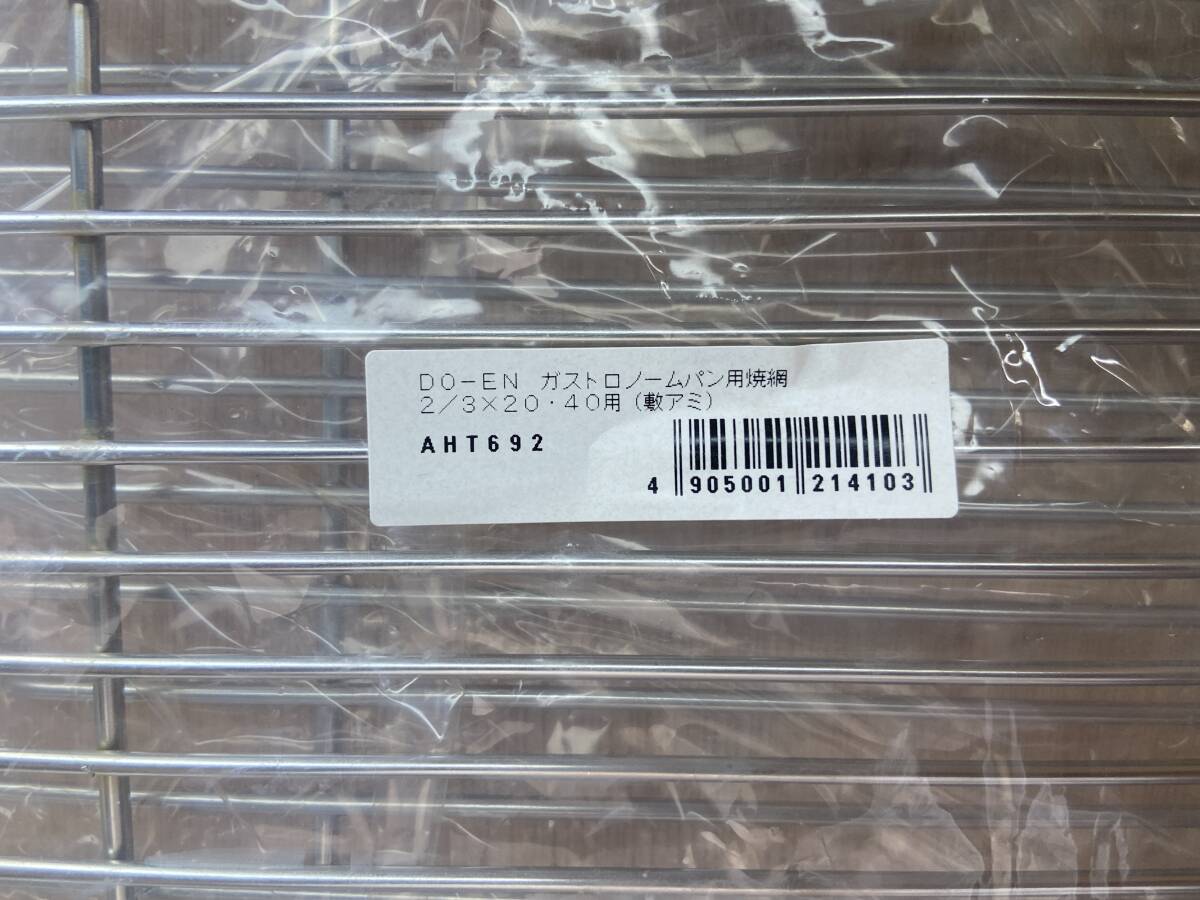 DO-EN ガストロノームパン用焼網
2/3×20・40用(敷アミ)
AHT692
4 905001 214103